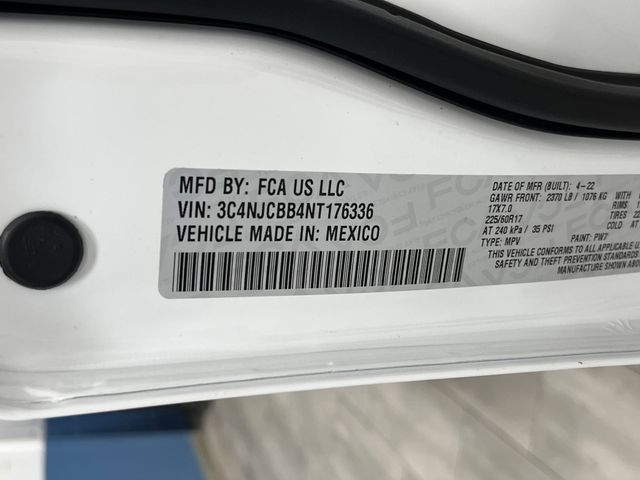 MFD BY: FCA US LLC
VIN: 3C4NJCBB4NT176336
VEHICLE MADE IN: MEXICO
DATE OF MFR (BUILT): 4-22
GAWR FRONT: 2370 LB / 1076 KG WITH
17X7.0 RIMS
225/60R17 TIRES
AT 240 kPa / 35 PSI COLD AT
TYPE: MPV PAINT: PW7
THIS VEHICLE CONFORMS TO ALL APPLICABLE
SAFETY AND THEFT PREVENTION STANDARDS
MANUFACTURE SHOWN